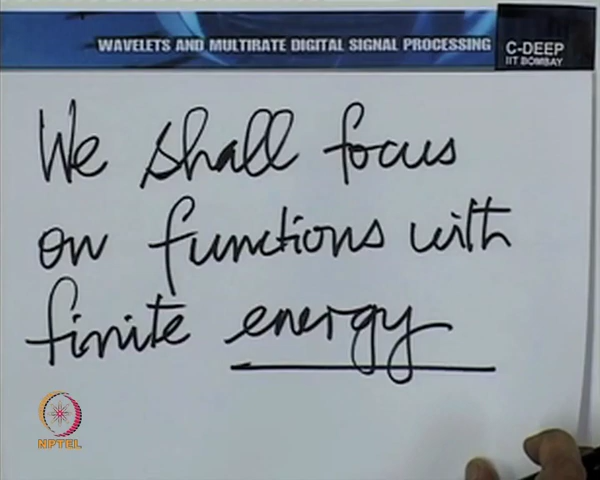 WAVELETS AND MULTIRATE DIGITAL SIGNAL PROCESSING
C-DEEP
IIT BOMBAY
We shall focus
on functions with
finite energy
NPTEL